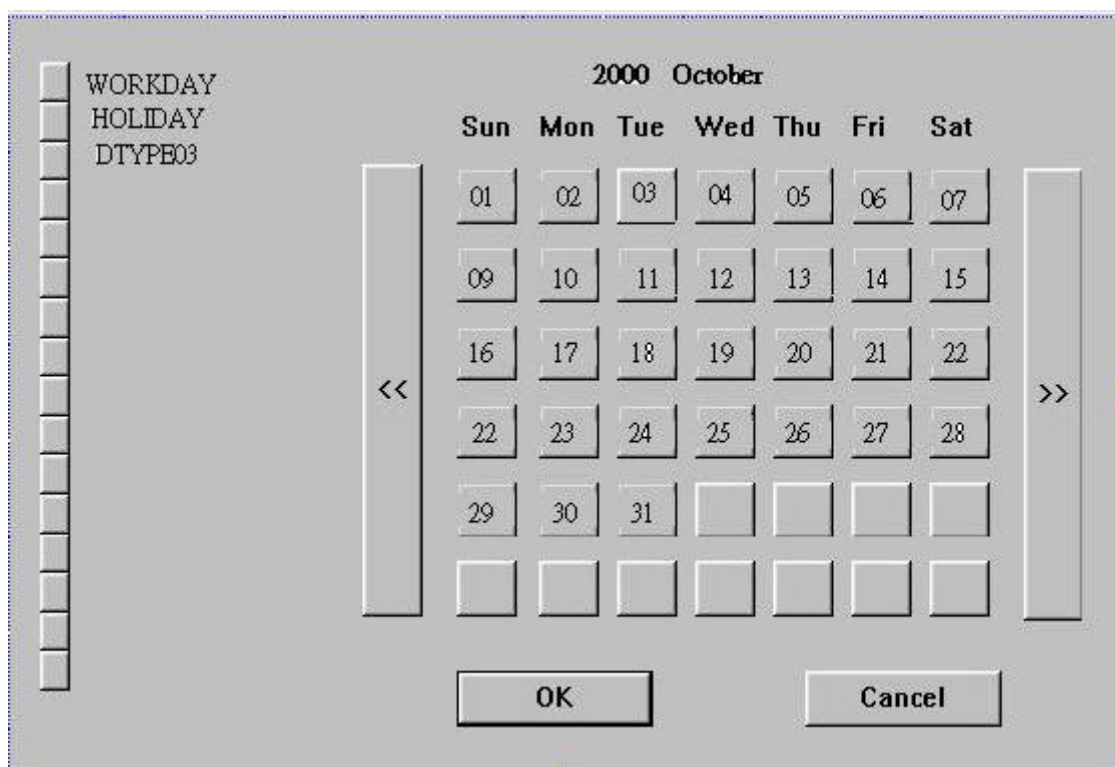 2000 October
WORKDAY
HOLIDAY
DTYPE03
Sun Mon Tue Wed Thu Fri Sat
01 02 03 04 05 06 07
09 10 11 12 13 14 15
16 17 18 19 20 21 22
<< >>
22 23 24 25 26 27 28
29 30 31
OK Cancel